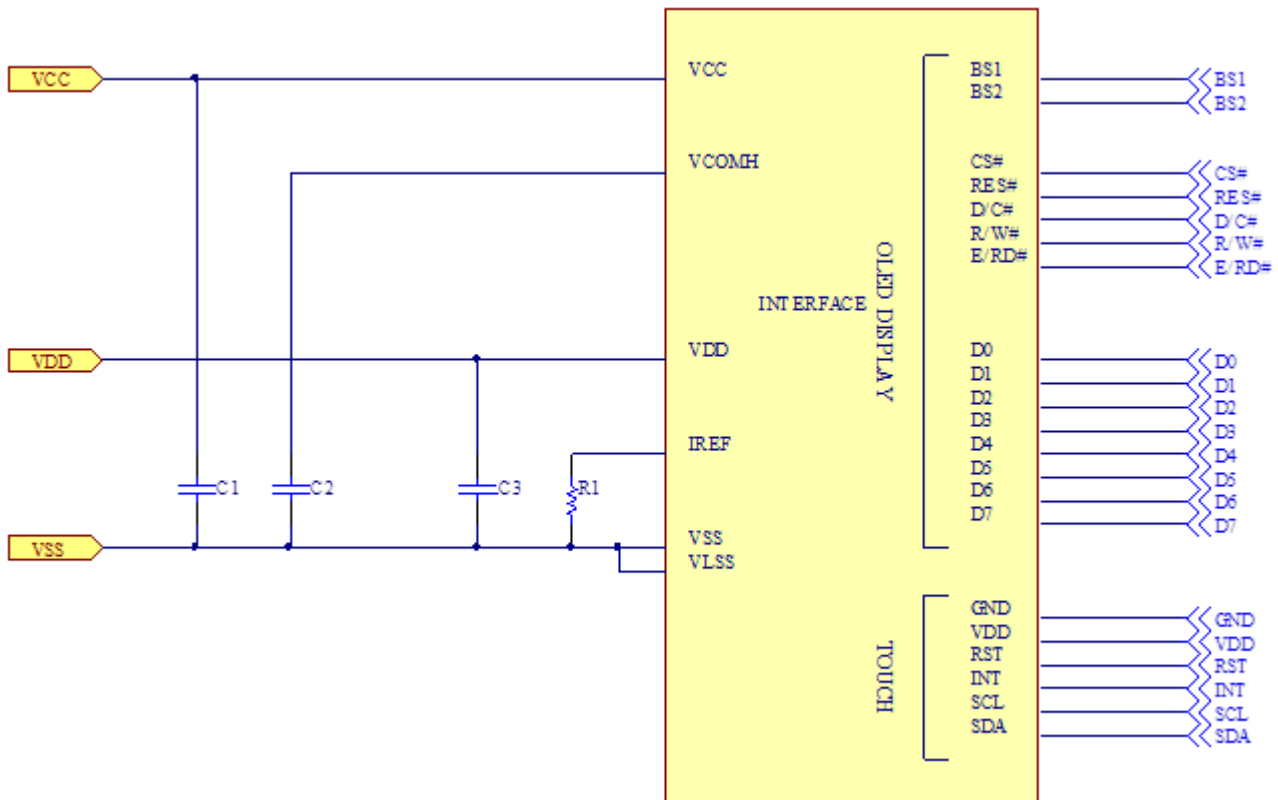 VCC
VDD
VSS
C1
C2
C3
R1
VCC
VCOMH
VDD
IREF
VSS
VLSS
INTERFACE
OLED DISPLAY
TOUCH
BS1
BS2
CS#
RES#
D/C#
R/W#
E/RD#
D0
D1
D2
D3
D4
D5
D6
D7
GND
VDD
RST
INT
SCL
SDA
BS1
BS2
CS#
RES#
D/C#
R/W#
E/RD#
D0
D1
D2
D3
D4
D5
D6
D7
GND
VDD
RST
INT
SCL
SDA